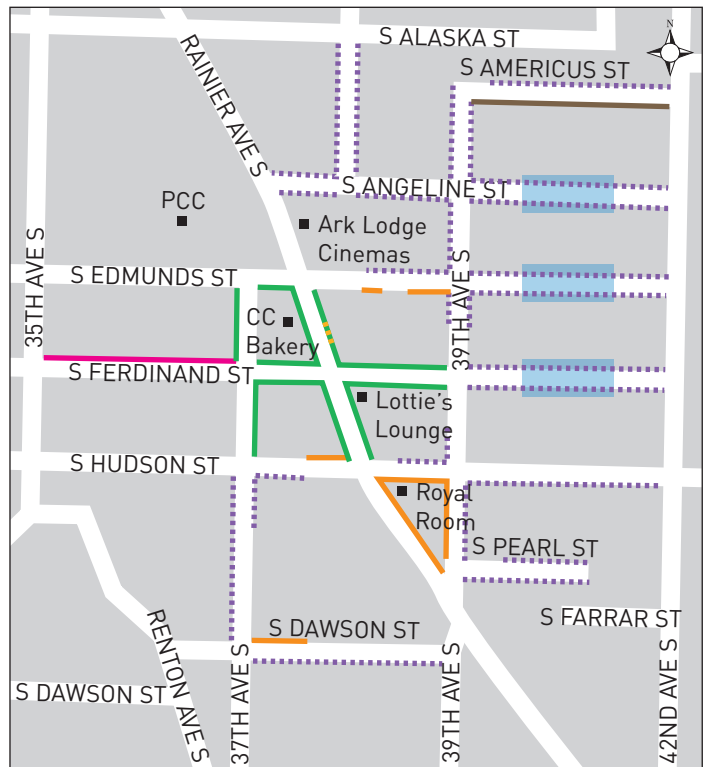 S ALASKA ST
N
RAINIER AVE S
S AMERICUS ST
S ANGELINE ST
PCC
Ark Lodge
Cinemas
35TH AVE S
S EDMUNDS ST
39TH AVE S
CC
Bakery
S FERDINAND ST
Lottie's
Lounge
S HUDSON ST
Royal
Room
S PEARL ST
S FARRAR ST
RENTON AVE S
S DAWSON ST
S DAWSON ST
37TH AVE S
39TH AVE S
42ND AVE S